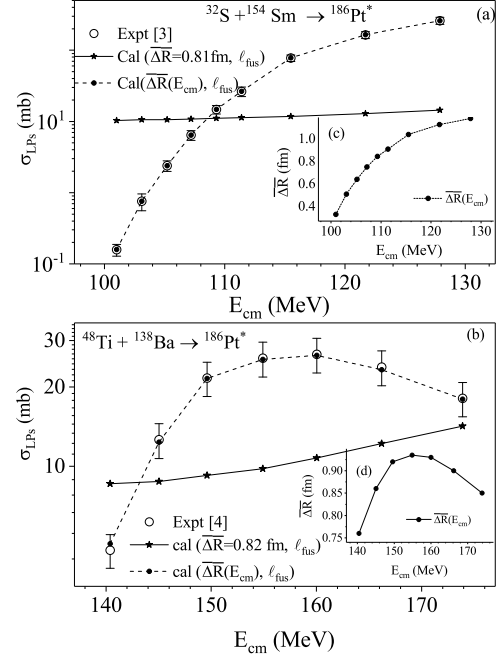 ³²S +¹⁵⁴ Sm → ¹⁸⁶Pt*
(a)
Expt [3]
Cal (ΔR̅=0.81fm, ℓfus)
Cal(ΔR̅(Ecm), ℓfus)
10¹
10⁻¹
σLPs (mb)
(c)
1.0
0.8
0.6
0.4
ΔR̅ (fm)
ΔR̅(Ecm)
100 110 120 130
Ecm (MeV)
100 110 120 130
Ecm (MeV)
⁴⁸Ti + ¹³⁸Ba → ¹⁸⁶Pt*
(b)
30
20
10
σLPs (mb)
(d)
0.90
0.85
0.80
0.75
ΔR̅ (fm)
ΔR̅(Ecm)
140 150 160 170
Ecm (MeV)
Expt [4]
cal (ΔR̅=0.82 fm, ℓfus)
cal (ΔR̅(Ecm), ℓfus)
140 150 160 170
Ecm (MeV)